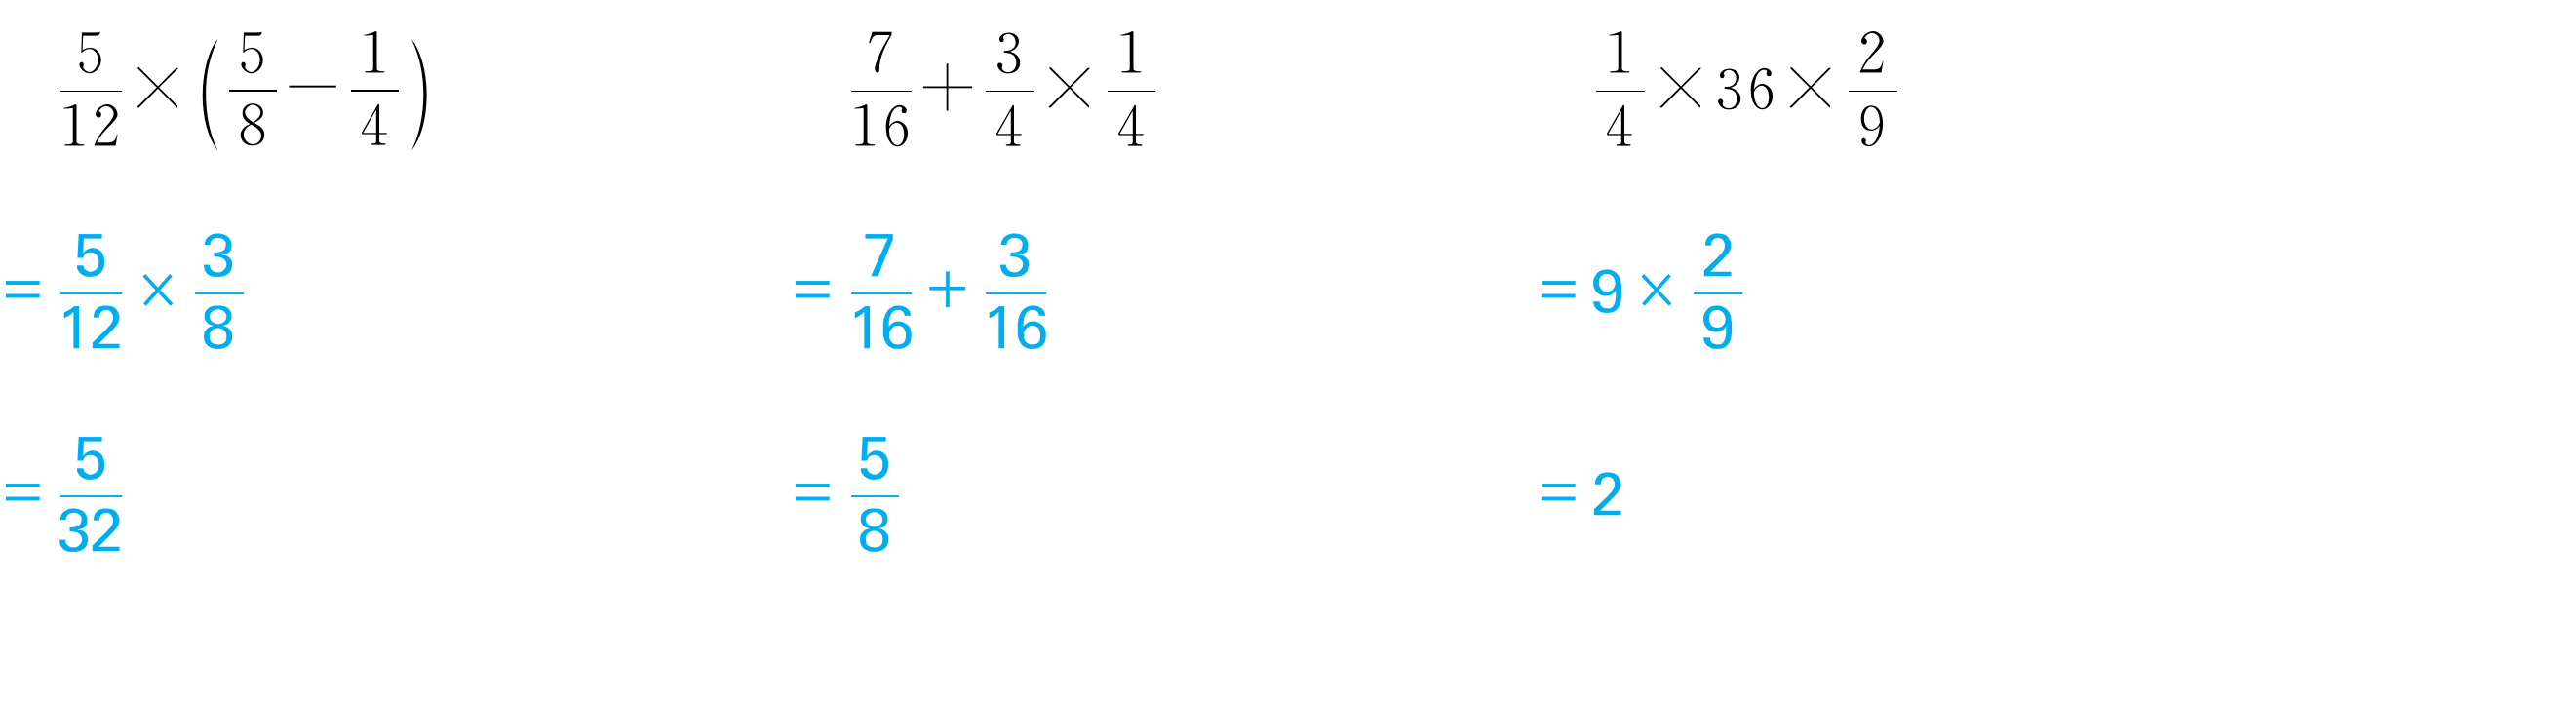 5/12 × (5/8 − 1/4)
= 5/12 × 3/8
= 5/32
7/16 + 3/4 × 1/4
= 7/16 + 3/16
= 5/8
1/4 × 36 × 2/9
= 9 × 2/9
= 2